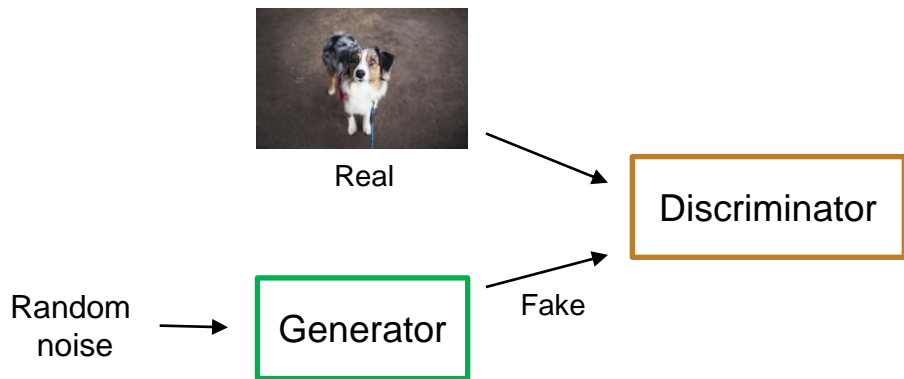 Real
Discriminator
Fake
Random
noise
Generator